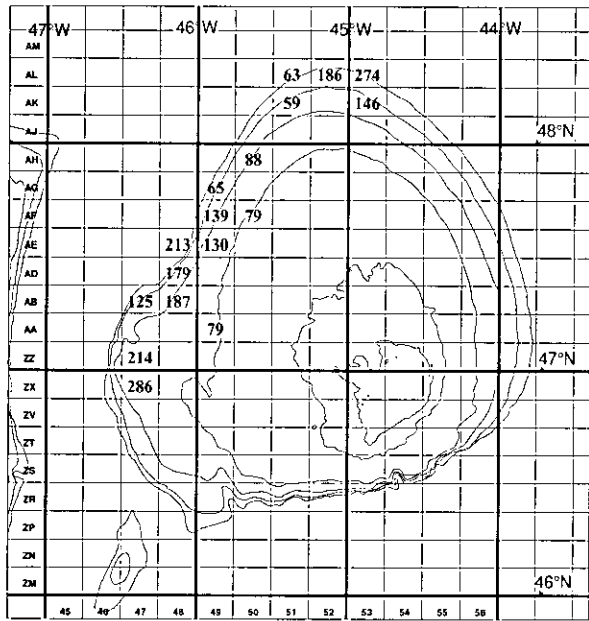 47°W 46°W 45°W 44°W
AM
AL 63 186 274
AK 59 146
AJ
48°N
AH 88
AG 65
AF 139 79
AE 213 130
AD 179
AB 125 187
AA 79
ZZ 214
47°N
ZX 286
ZV
ZT
ZS
ZR
ZP
ZN
ZM 46°N
45 46 47 48 49 50 51 52 53 54 55 56